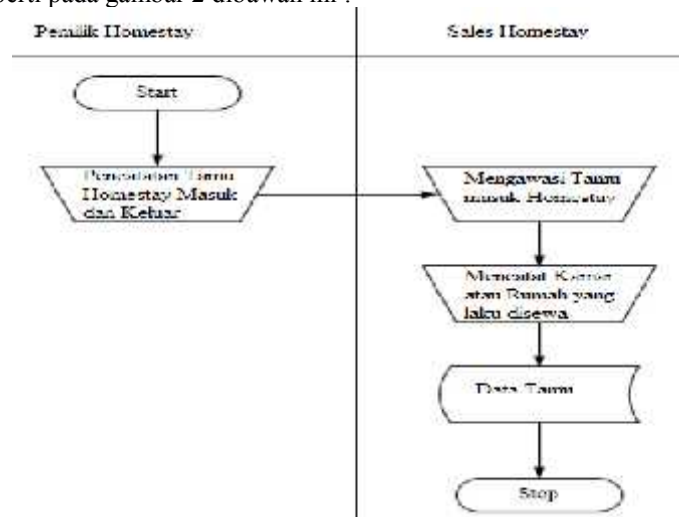 seperti pada gambar 2 dibawah ini :
Pemilik Homestay
Sales Homestay
Start
Pencatatan Tamu
Homestay Masuk
dan Keluar
Mengawasi Tamu
masuk Homestay
Mencatat Kamar
atau Rumah yang
laku disewa
Data Tamu
Stop